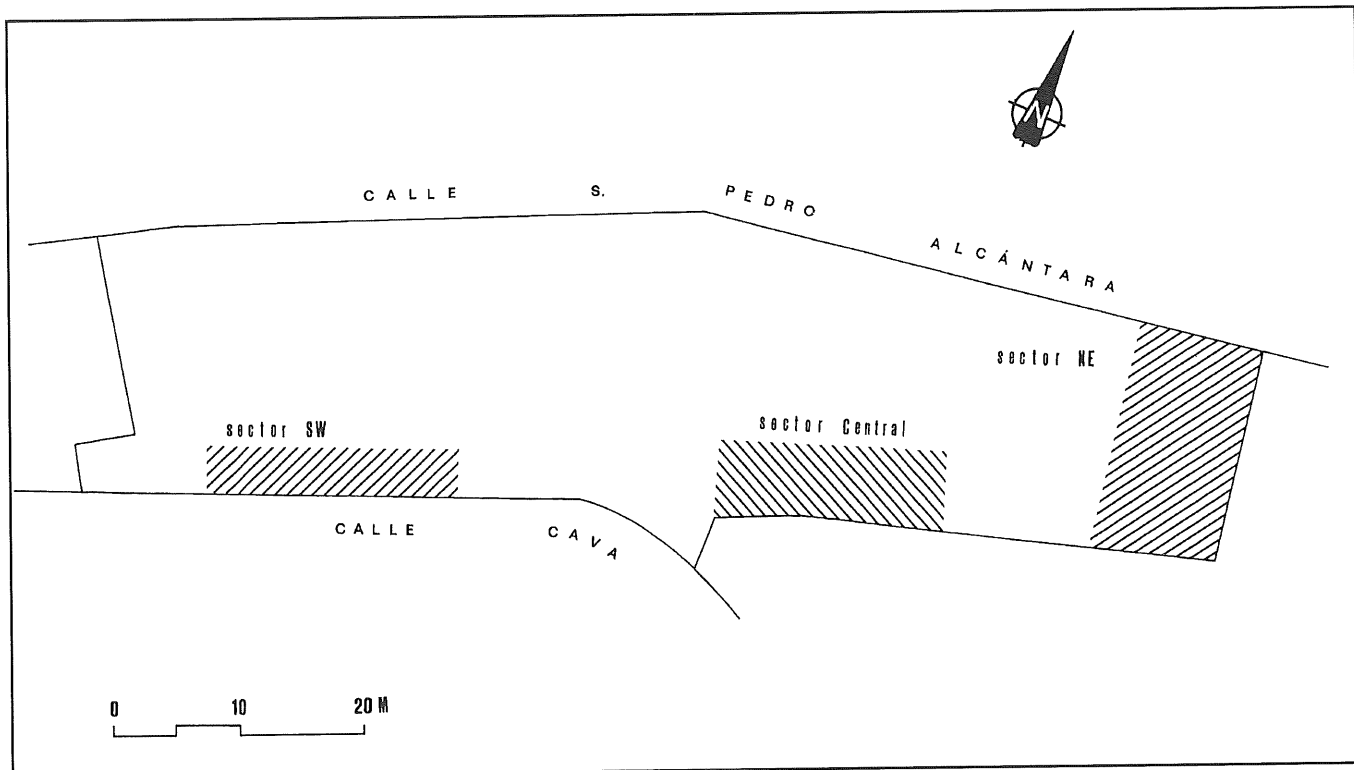 N
CALLE S. PEDRO ALCÁNTARA
sector NE
sector SW
sector Central
CALLE CAVA
0 10 20 M